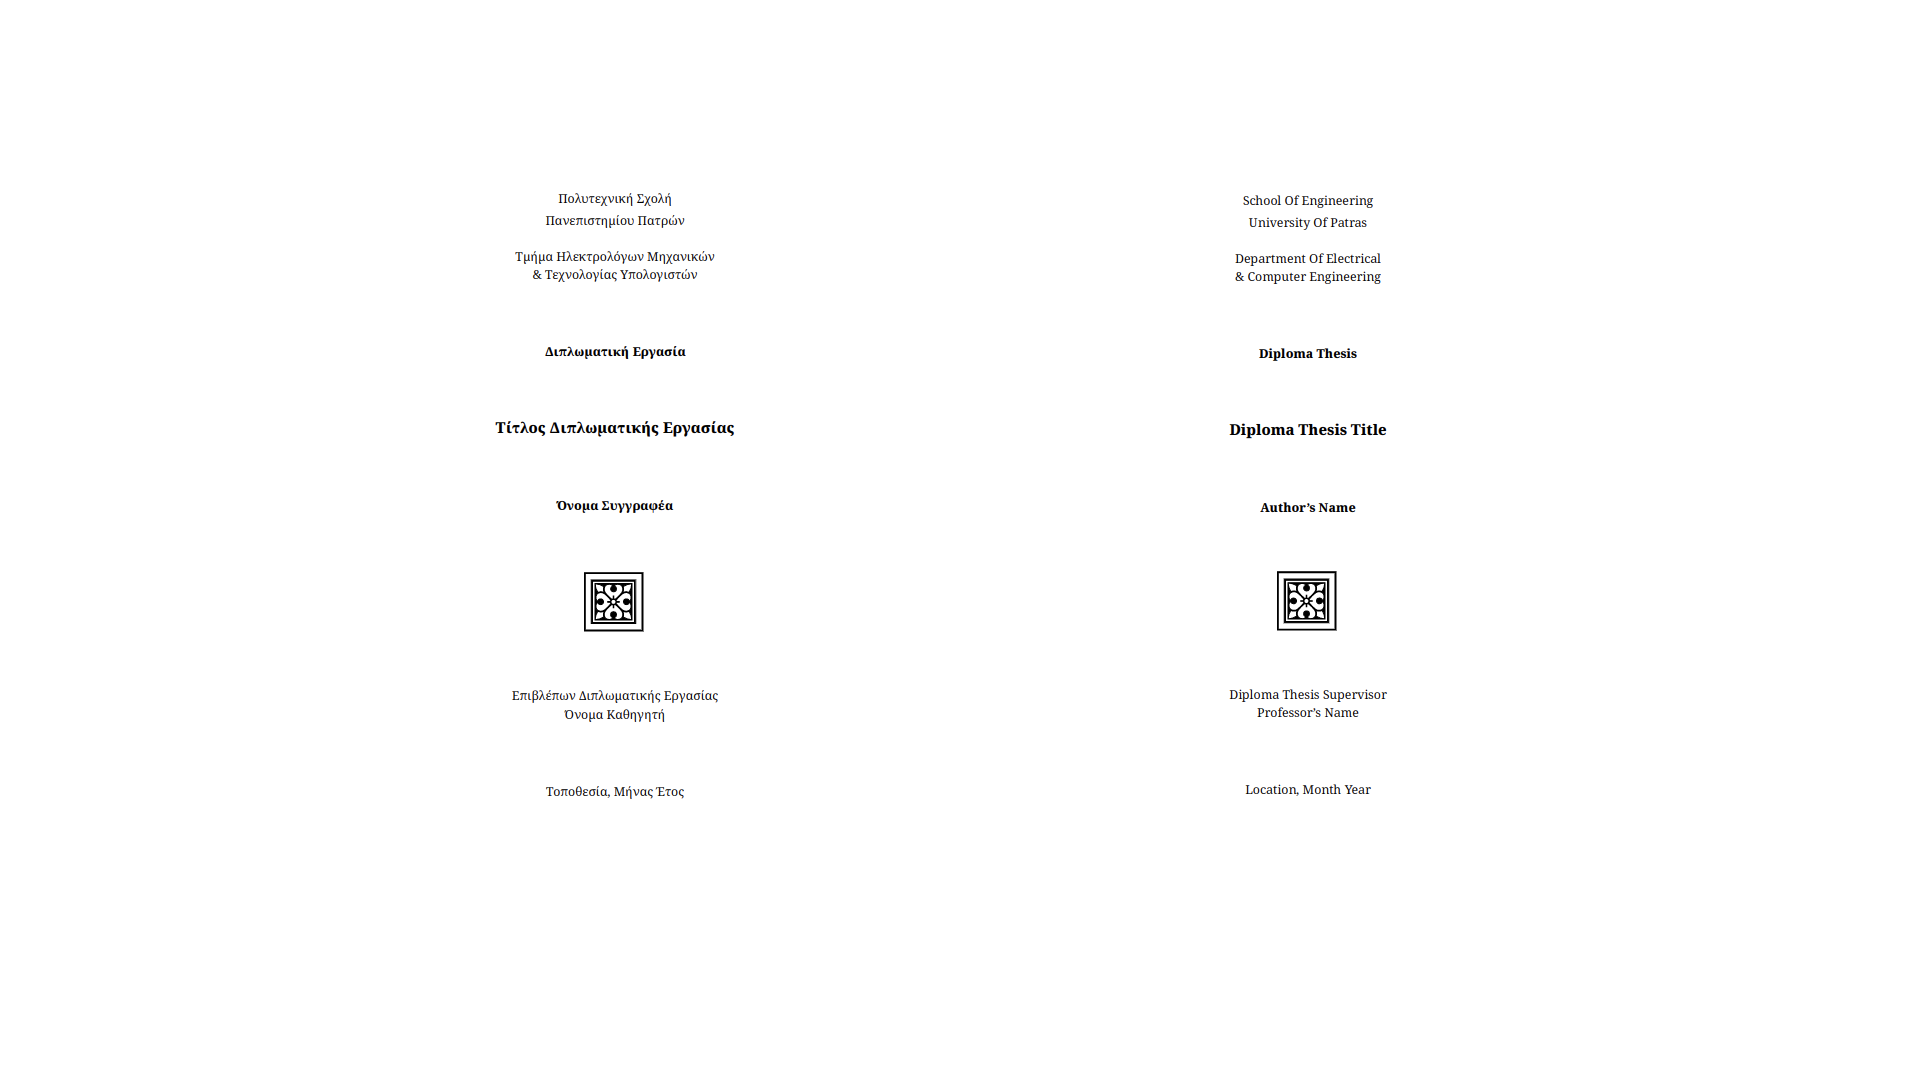 Πολυτεχνική Σχολή
Πανεπιστημίου Πατρών
Τμήμα Ηλεκτρολόγων Μηχανικών
& Τεχνολογίας Υπολογιστών
Διπλωματική Εργασία
Τίτλος Διπλωματικής Εργασίας
Όνομα Συγγραφέα
Επιβλέπων Διπλωματικής Εργασίας
Όνομα Καθηγητή
Τοποθεσία, Μήνας Έτος
School Of Engineering
University Of Patras
Department Of Electrical
& Computer Engineering
Diploma Thesis
Diploma Thesis Title
Author’s Name
Diploma Thesis Supervisor
Professor’s Name
Location, Month Year